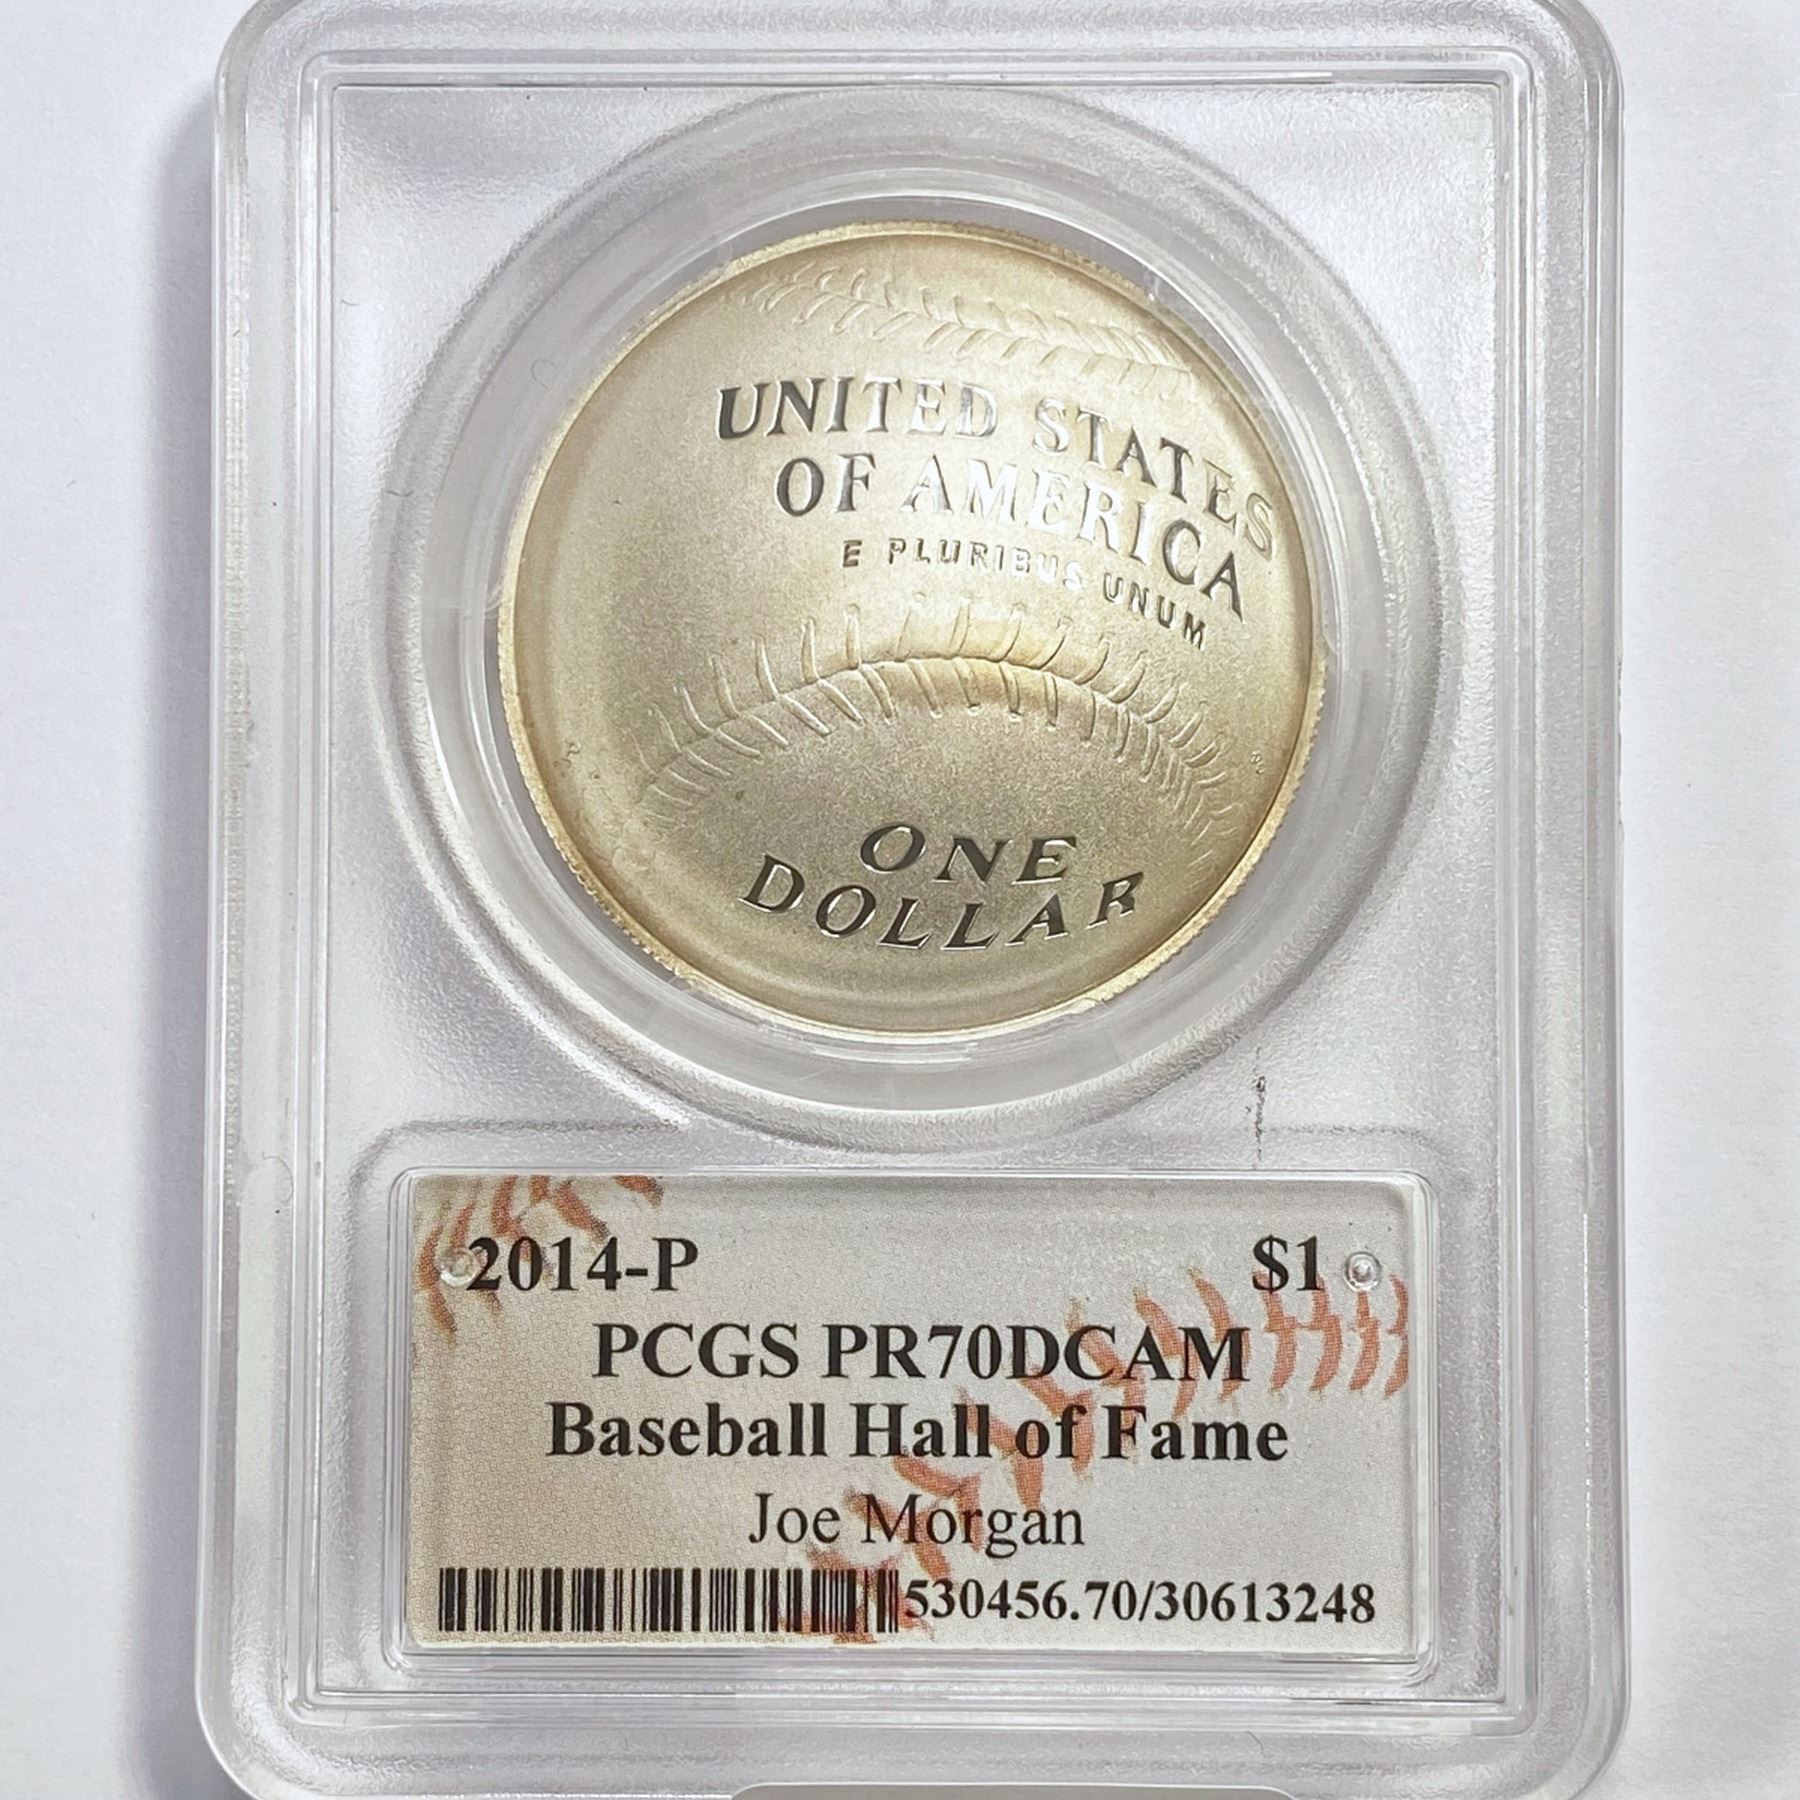 UNITED STATES
OF AMERICA
E PLURIBUS UNUM
ONE
DOLLAR
2014-P $1
PCGS PR70DCAM
Baseball Hall of Fame
Joe Morgan
530456.70/30613248